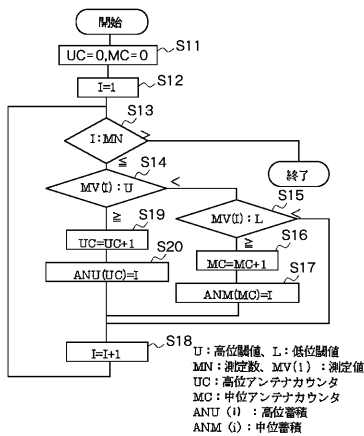 開始
S11
UC=0,MC=0
S12
I=1
S13
I:MN
>
≦
終了
S14
MV(I):U
<
≧
S15
MV(I):L
<
≧
S19
UC=UC+1
S16
MC=MC+1
S20
ANU(UC)=I
S17
ANM(MC)=I
S18
I=I+1
U:高位閾値、L:低位閾値
MN:測定数、MV(i):測定値
UC:高位アンテナカウンタ
MC:中位アンテナカウンタ
ANU(i):高位蓄積
ANM(i):中位蓄積